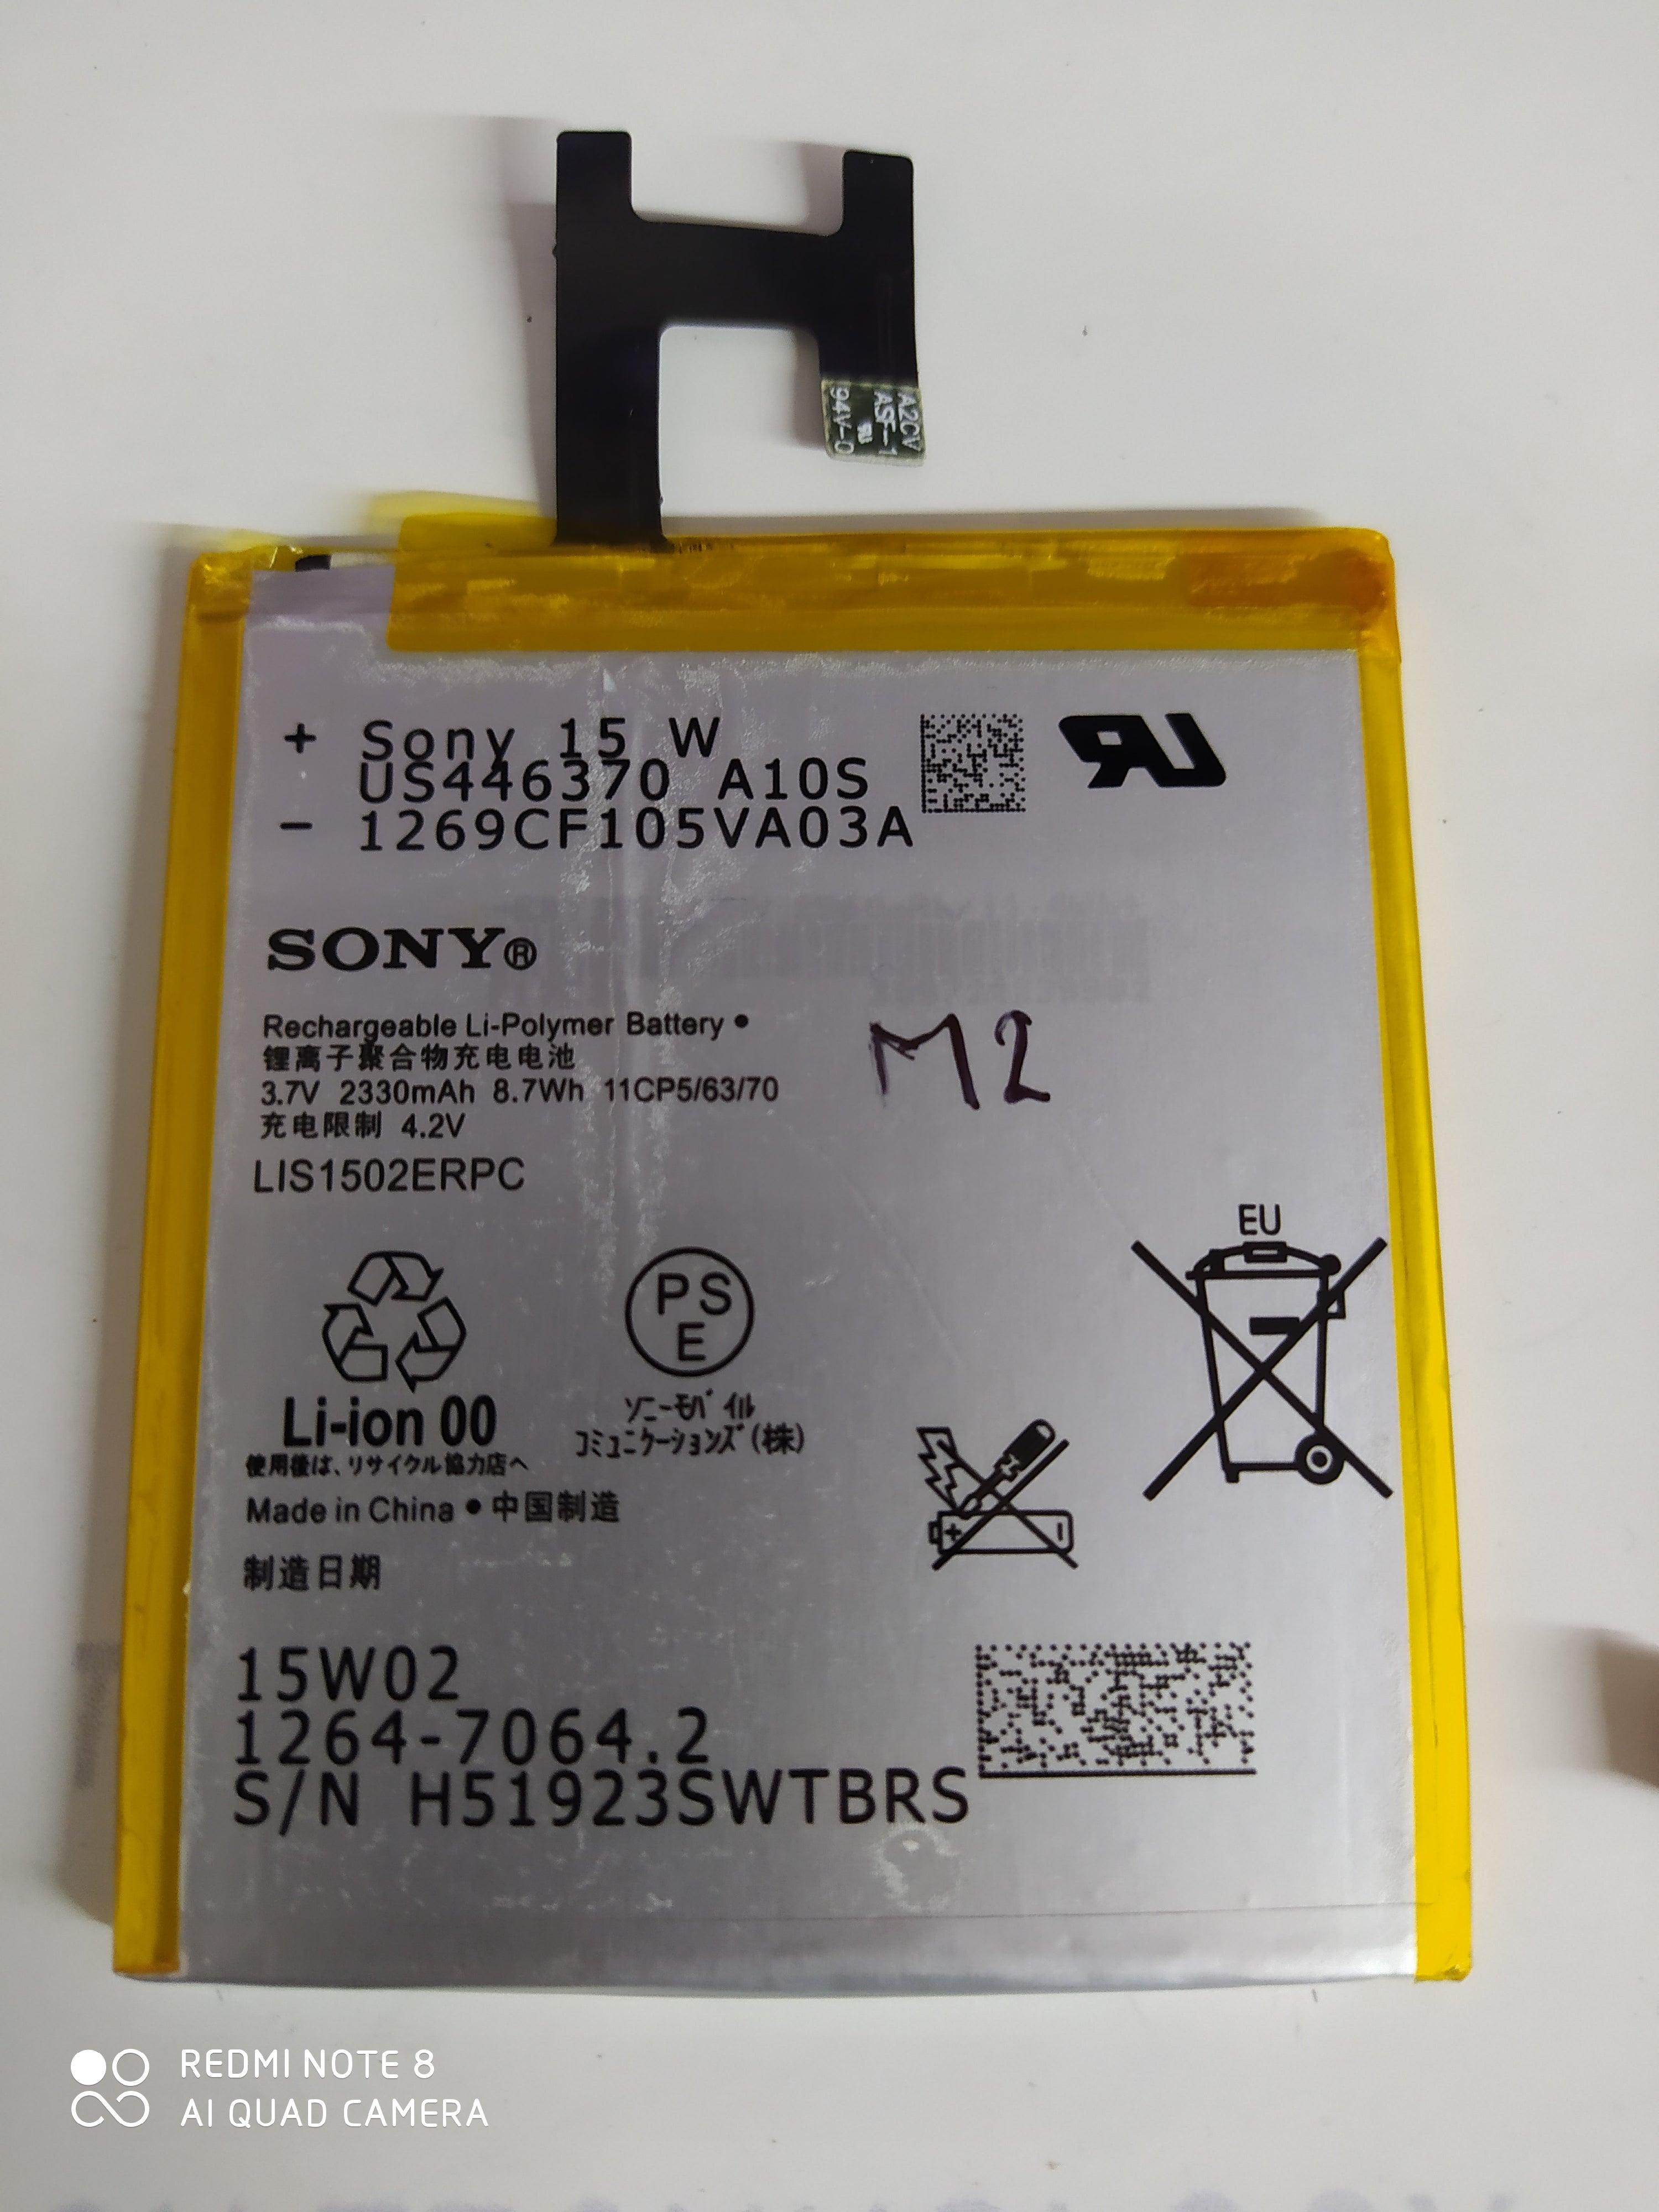 A2CV
ASF-1
94V-0
+ Sony 15 W
US446370 A10S
- 1269CF105VA03A
SONY®
Rechargeable Li-Polymer Battery •
锂离子聚合物充电电池
3.7V 2330mAh 8.7Wh 11CP5/63/70
充电限制 4.2V
LIS1502ERPC
M2
EU
PS
E
Li-ion 00
ソニーモバイル
コミュニケーションズ(株)
使用後は、リサイクル協力店へ
Made in China • 中国制造
制造日期
15W02
1264-7064.2
S/N H51923SWTBRS
REDMI NOTE 8
AI QUAD CAMERA